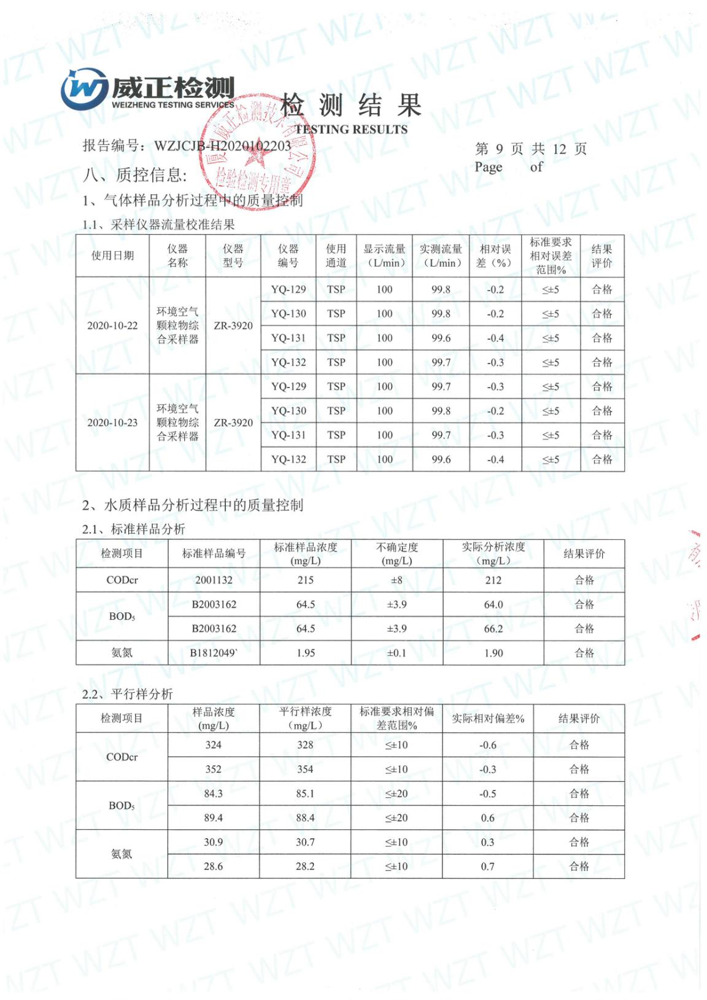 威正检测
WEIZHENG TESTING SERVICES
检测结果
TESTING RESULTS
厦门威正检测技术有限公司
检验检测专用章
报告编号：WZJCJB-H2020102203
第 9 页 共 12 页
Page of
八、质控信息:
1、气体样品分析过程中的质量控制
1.1、采样仪器流量校准结果
使用日期 仪器名称 仪器型号 仪器编号 使用通道 显示流量（L/min） 实测流量（L/min） 相对误差（%） 标准要求相对误差范围% 结果评价
2020-10-22 环境空气颗粒物综合采样器 ZR-3920 YQ-129 TSP 100 99.8 -0.2 ≤±5 合格
YQ-130 TSP 100 99.8 -0.2 ≤±5 合格
YQ-131 TSP 100 99.6 -0.4 ≤±5 合格
YQ-132 TSP 100 99.7 -0.3 ≤±5 合格
2020-10-23 环境空气颗粒物综合采样器 ZR-3920 YQ-129 TSP 100 99.7 -0.3 ≤±5 合格
YQ-130 TSP 100 99.8 -0.2 ≤±5 合格
YQ-131 TSP 100 99.7 -0.3 ≤±5 合格
YQ-132 TSP 100 99.6 -0.4 ≤±5 合格
2、水质样品分析过程中的质量控制
2.1、标准样品分析
检测项目 标准样品编号 标准样品浓度(mg/L) 不确定度(mg/L) 实际分析浓度（mg/L） 结果评价
CODcr 2001132 215 ±8 212 合格
BOD₅ B2003162 64.5 ±3.9 64.0 合格
B2003162 64.5 ±3.9 66.2 合格
氨氮 B1812049` 1.95 ±0.1 1.90 合格
2.2、平行样分析
检测项目 样品浓度(mg/L) 平行样浓度（mg/L） 标准要求相对偏差范围% 实际相对偏差% 结果评价
CODcr 324 328 ≤±10 -0.6 合格
352 354 ≤±10 -0.3 合格
BOD₅ 84.3 85.1 ≤±20 -0.5 合格
89.4 88.4 ≤±20 0.6 合格
氨氮 30.9 30.7 ≤±10 0.3 合格
28.6 28.2 ≤±10 0.7 合格